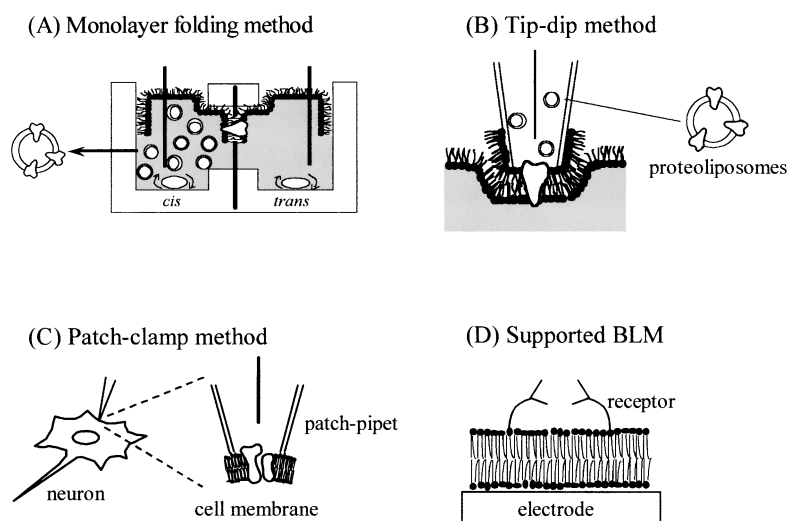 (A) Monolayer folding method
(B) Tip-dip method
cis
trans
proteoliposomes
(C) Patch-clamp method
(D) Supported BLM
patch-pipet
neuron
cell membrane
receptor
electrode